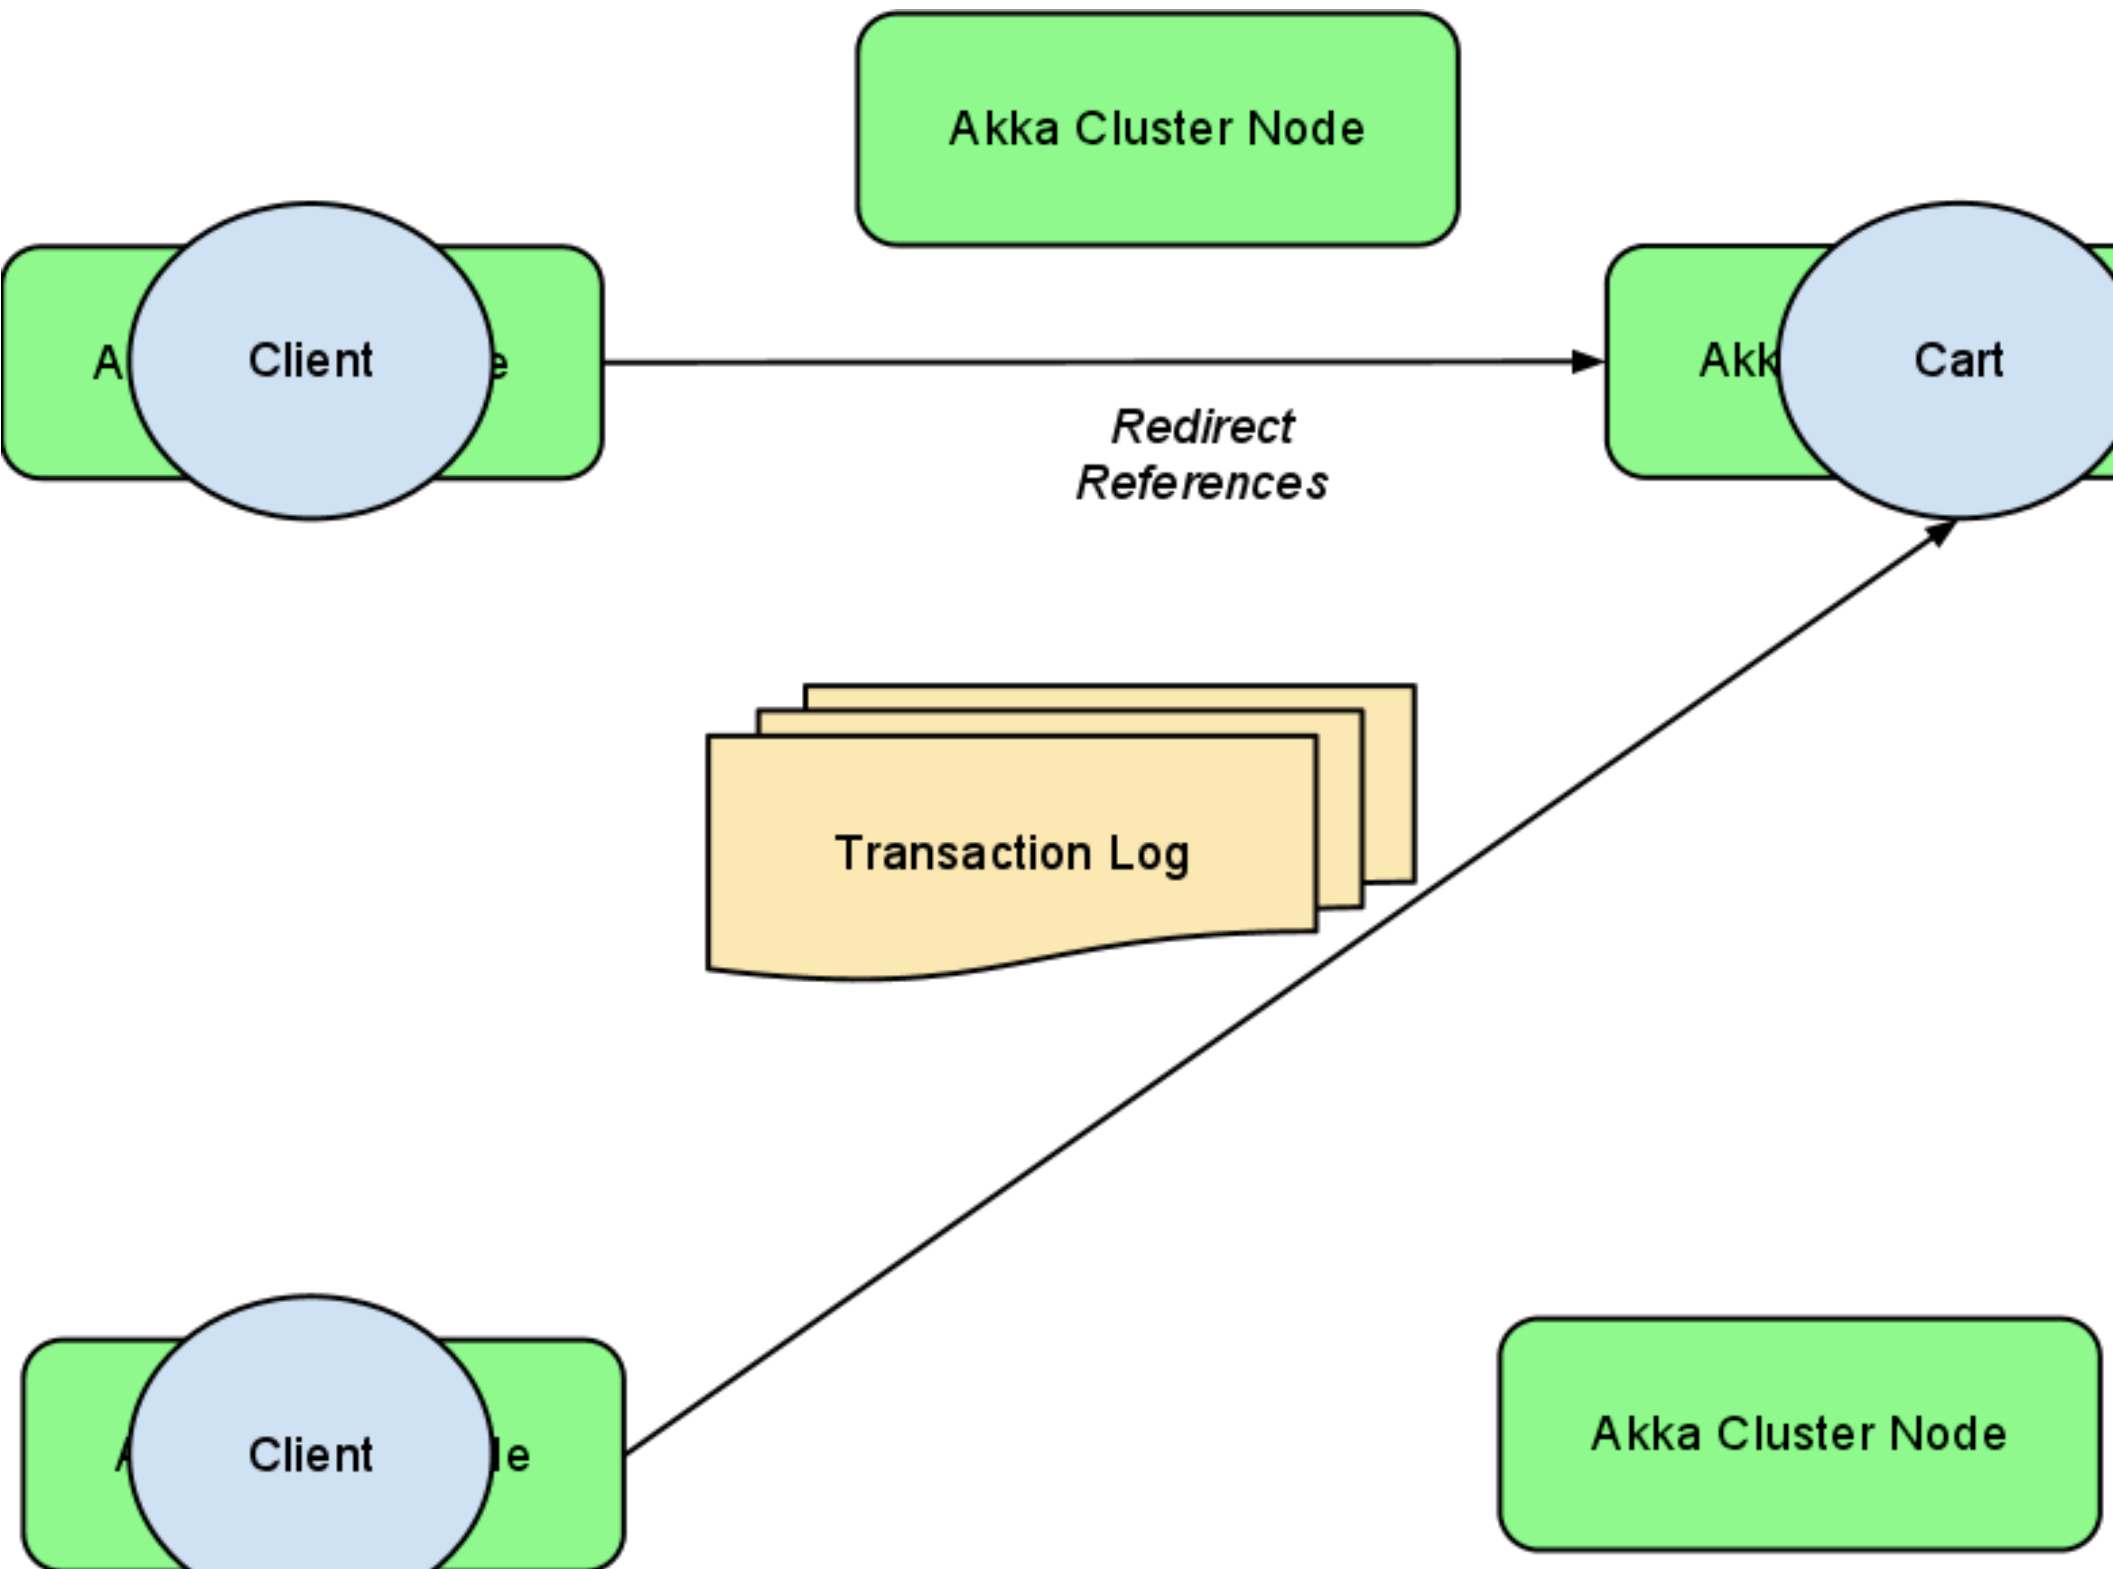 Akka Cluster Node
Client
Cart
Redirect
References
Transaction Log
Client
Akka Cluster Node